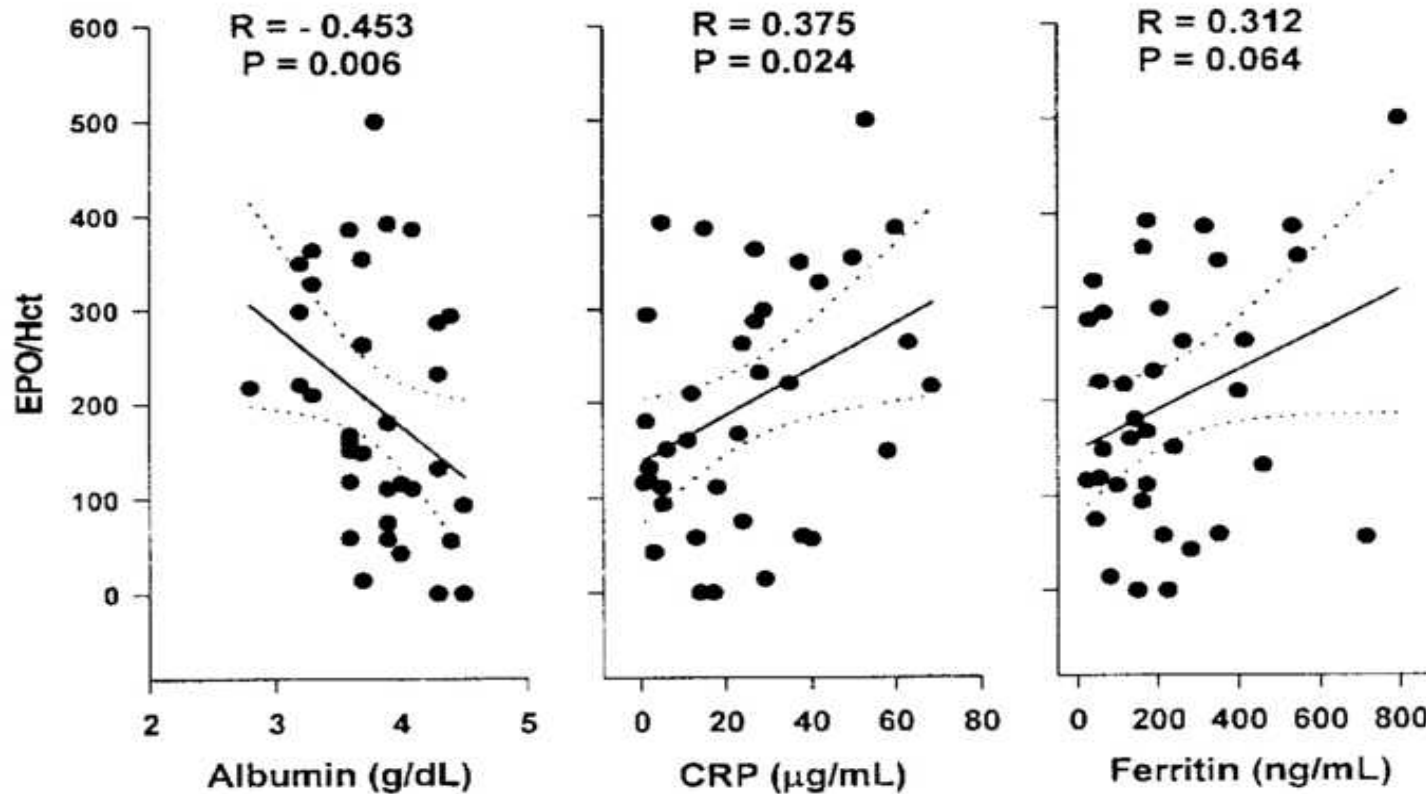 R = - 0.453
P = 0.006
R = 0.375
P = 0.024
R = 0.312
P = 0.064
EPO/Hct
600
500
400
300
200
100
0
2 3 4 5
0 20 40 60 80
0 200 400 600 800
Albumin (g/dL)
CRP (μg/mL)
Ferritin (ng/mL)